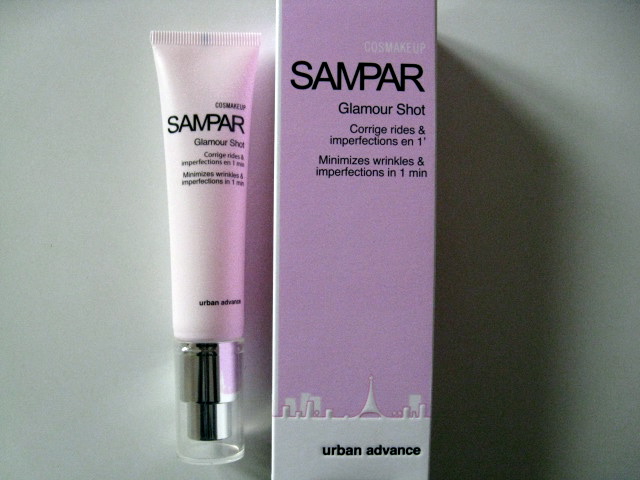 COSMAKEUP
SAMPAR
Glamour Shot
Corrige rides &
imperfections en 1 min
Minimizes wrinkles &
imperfections in 1 min
urban advance
COSMAKEUP
SAMPAR
Glamour Shot
Corrige rides &
imperfections en 1'
Minimizes wrinkles &
imperfections in 1 min
urban advance